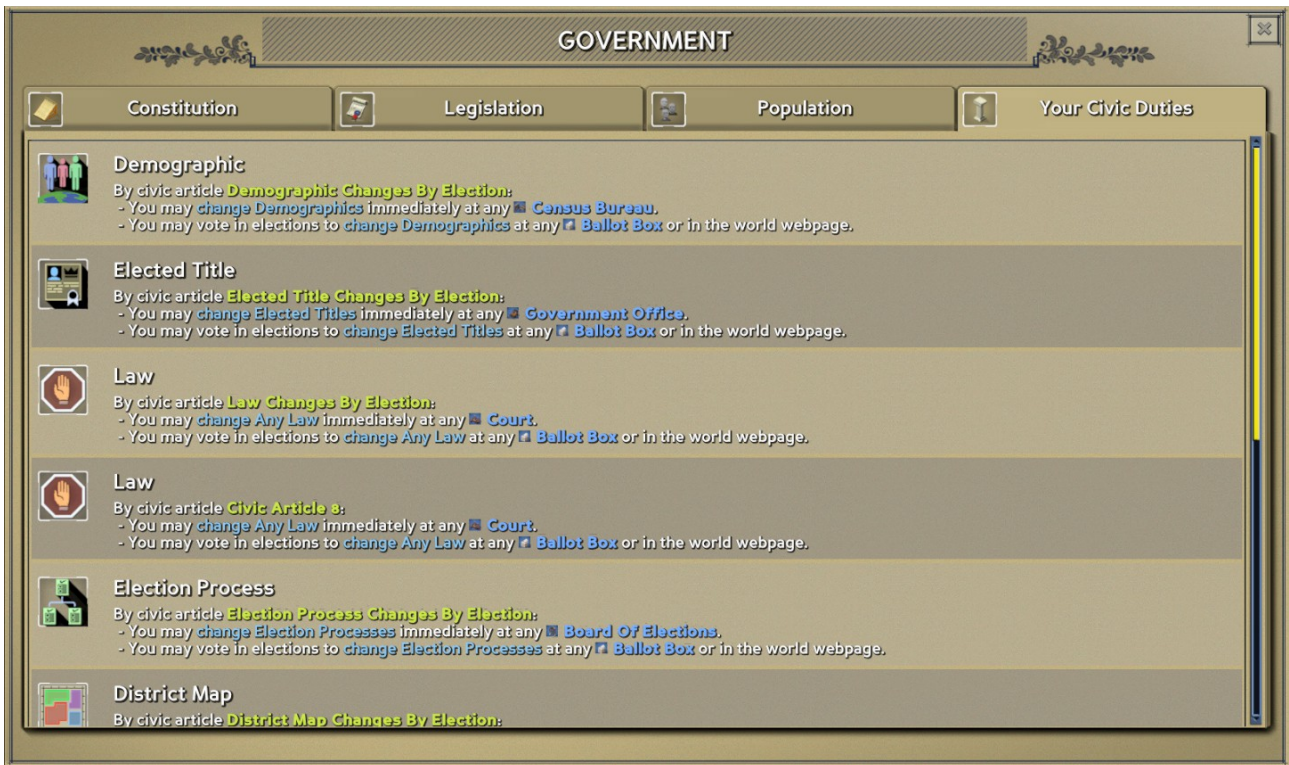 GOVERNMENT
Constitution
Legislation
Population
Your Civic Duties
Demographic
By civic article Demographic Changes By Election:
- You may change Demographics immediately at any Census Bureau.
- You may vote in elections to change Demographics at any Ballot Box or in the world webpage.
Elected Title
By civic article Elected Title Changes By Election:
- You may change Elected Titles immediately at any Government Office.
- You may vote in elections to change Elected Titles at any Ballot Box or in the world webpage.
Law
By civic article Law Changes By Election:
- You may change Any Law immediately at any Court.
- You may vote in elections to change Any Law at any Ballot Box or in the world webpage.
Law
By civic article Civic Article 8:
- You may change Any Law immediately at any Court.
- You may vote in elections to change Any Law at any Ballot Box or in the world webpage.
Election Process
By civic article Election Process Changes By Election:
- You may change Election Processes immediately at any Board Of Elections.
- You may vote in elections to change Election Processes at any Ballot Box or in the world webpage.
District Map
By civic article District Map Changes By Election: